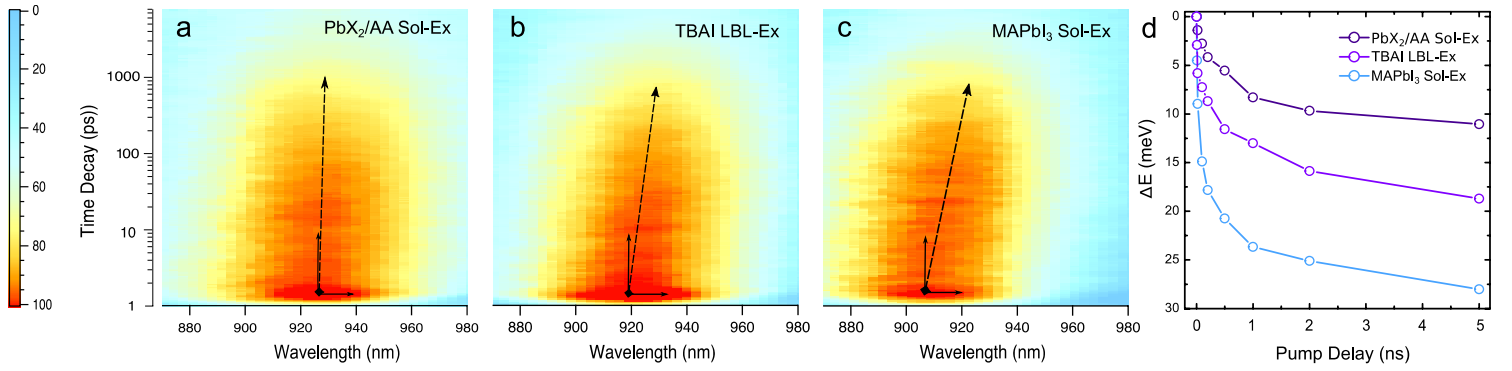 0
20
40
60
80
100
Time Decay (ps))
1000
100
10
1
a
PbX₂/AA Sol-Ex
880 900 920 940 960 980
Wavelength (nm)
b
TBAI LBL-Ex
880 900 920 940 960 980
Wavelength (nm)
c
MAPbI₃ Sol-Ex
880 900 920 940 960 980
Wavelength (nm)
d
PbX₂/AA Sol-Ex
TBAI LBL-Ex
MAPbI₃ Sol-Ex
ΔE (meV)
0
5
10
15
20
25
30
0 1 2 3 4 5
Pump Delay (ns)